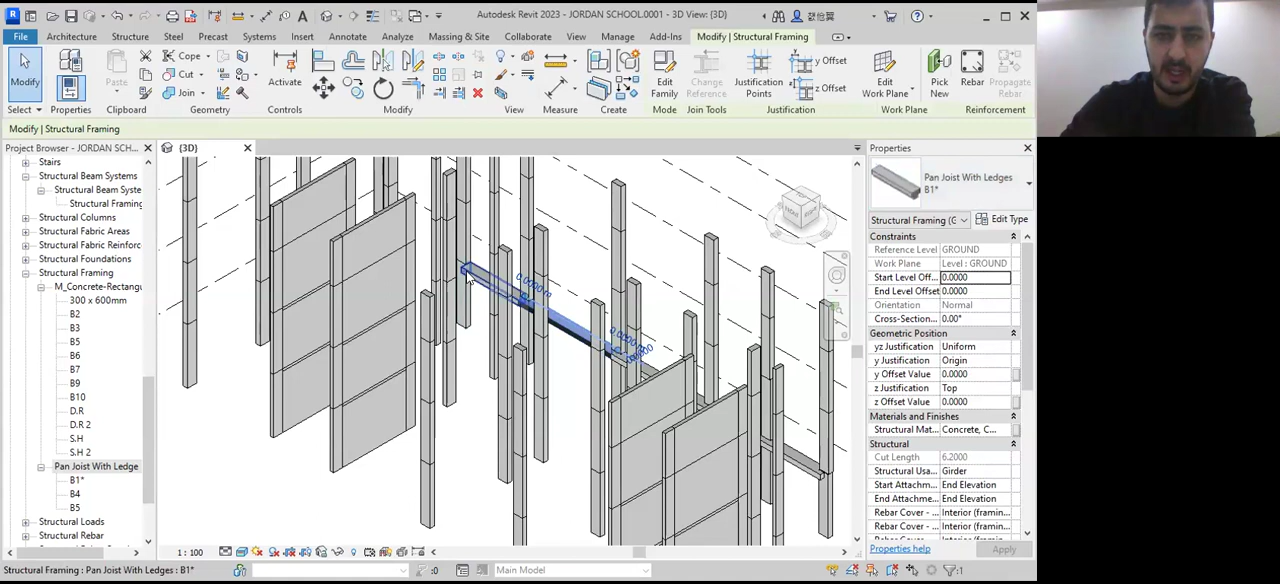 Autodesk Revit 2023 - JORDAN SCHOOL.0001 - 3D View: {3D}
File Architecture Structure Steel Precast Systems Insert Annotate Analyze Massing & Site Collaborate View Manage Add-Ins Modify | Structural Framing
Modify
Select
Properties
Paste
Clipboard
Cope
Cut
Join
Geometry
Activate
Controls
Modify
View
Measure
Create
Edit Family
Mode
Change Reference
Join Tools
Justification Points
y Offset
z Offset
Edit Work Plane
Pick New
Work Plane
Rebar
Propagate Rebar
Reinforcement
Modify | Structural Framing
Project Browser - JORDAN SCH...
Stairs
Structural Beam Systems
Structural Beam Syste
Structural Framing
Structural Columns
Structural Fabric Areas
Structural Fabric Reinforc
Structural Foundations
Structural Framing
M_Concrete-Rectangu
300 x 600mm
B2
B3
B5
B6
B7
B9
B10
D.R
D.R 2
S.H
S.H 2
Pan Joist With Ledge
B1*
B4
B5
Structural Loads
Structural Rebar
{3D}
0.0000 m
1 : 100
Properties
Pan Joist With Ledges
B1*
Structural Framing (G
Edit Type
Constraints
Reference Level GROUND
Work Plane Level : GROUND
Start Level Off... 0.0000
End Level Offset 0.0000
Orientation Normal
Cross-Section... 0.00°
Geometric Position
yz Justification Uniform
y Justification Origin
y Offset Value 0.0000
z Justification Top
z Offset Value 0.0000
Materials and Finishes
Structural Mat... Concrete, C...
Structural
Cut Length 6.2000
Structural Usa... Girder
Start Attachm... End Elevation
End Attachme... End Elevation
Rebar Cover - ... Interior (framin...
Rebar Cover - ... Interior (framin...
Properties help
Apply
Structural Framing : Pan Joist With Ledges : B1*
:0
Main Model
:1